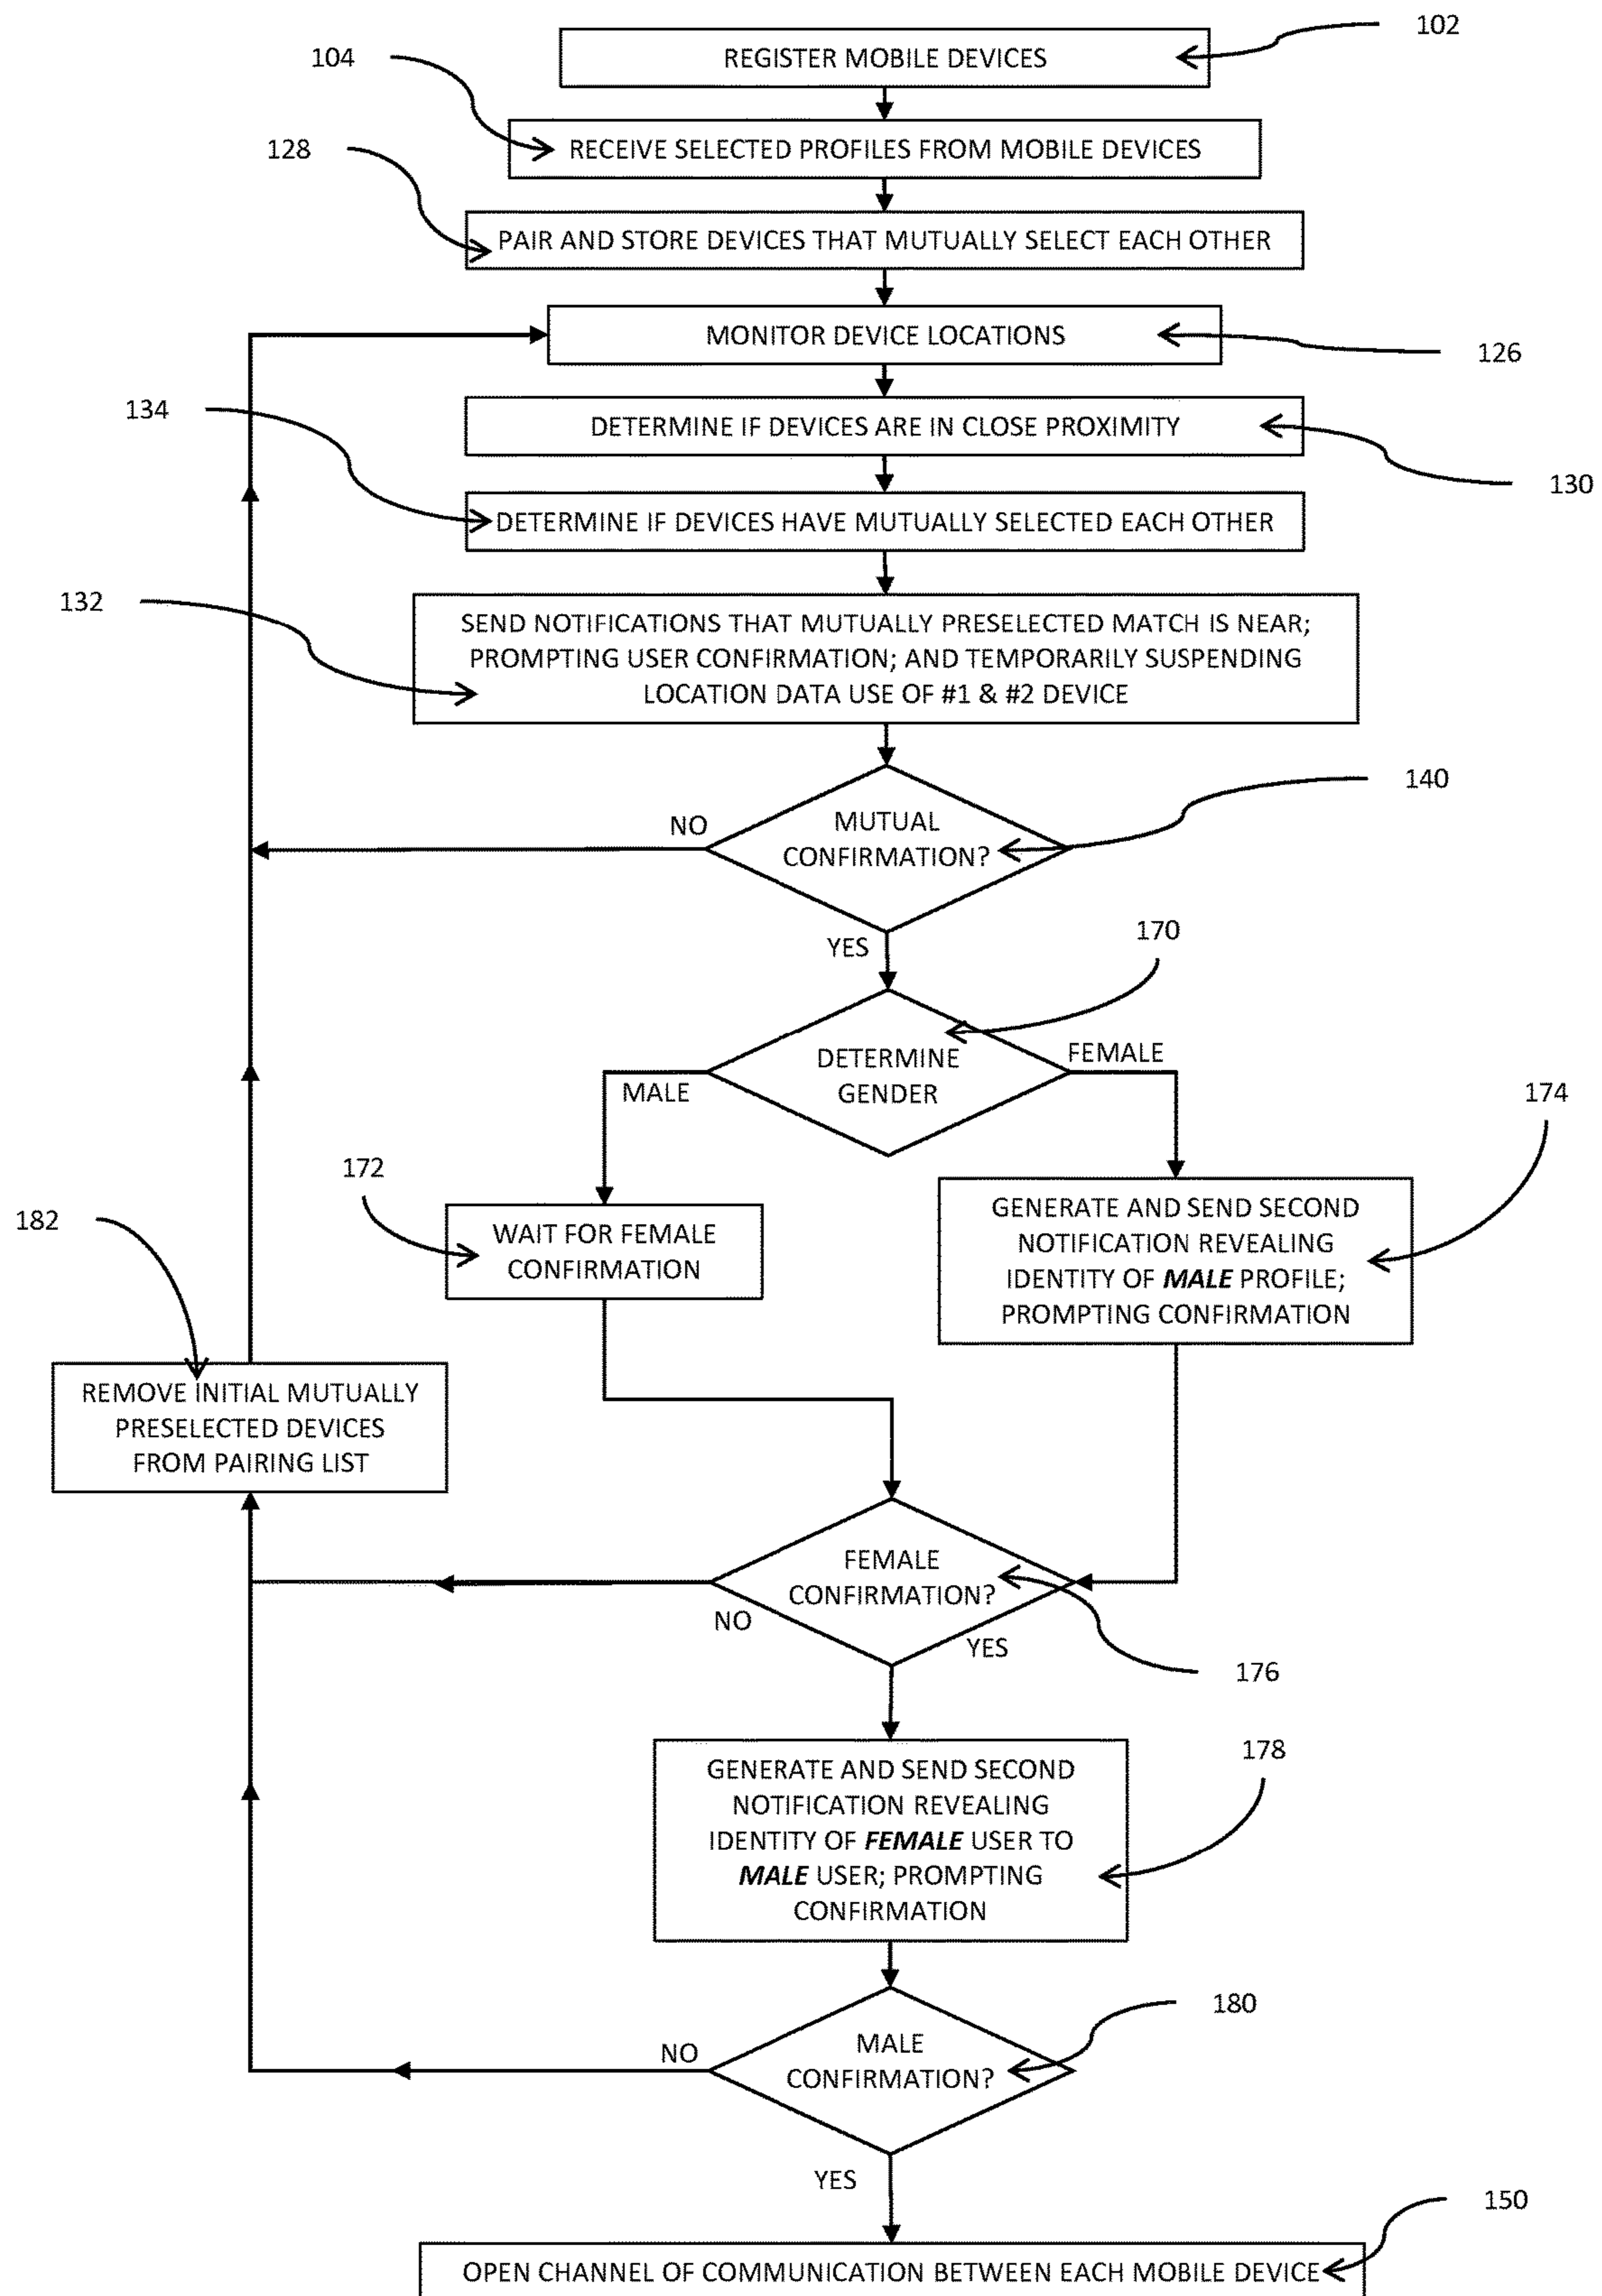 102
REGISTER MOBILE DEVICES
104
RECEIVE SELECTED PROFILES FROM MOBILE DEVICES
128
PAIR AND STORE DEVICES THAT MUTUALLY SELECT EACH OTHER
MONITOR DEVICE LOCATIONS
126
134
DETERMINE IF DEVICES ARE IN CLOSE PROXIMITY
130
DETERMINE IF DEVICES HAVE MUTUALLY SELECTED EACH OTHER
132
SEND NOTIFICATIONS THAT MUTUALLY PRESELECTED MATCH IS NEAR;
PROMPTING USER CONFIRMATION; AND TEMPORARILY SUSPENDING
LOCATION DATA USE OF #1 & #2 DEVICE
140
NO
MUTUAL
CONFIRMATION?
YES
170
DETERMINE
GENDER
MALE
FEMALE
174
172
182
WAIT FOR FEMALE
CONFIRMATION
GENERATE AND SEND SECOND
NOTIFICATION REVEALING
IDENTITY OF MALE PROFILE;
PROMPTING CONFIRMATION
REMOVE INITIAL MUTUALLY
PRESELECTED DEVICES
FROM PAIRING LIST
FEMALE
CONFIRMATION?
NO
YES
176
178
GENERATE AND SEND SECOND
NOTIFICATION REVEALING
IDENTITY OF FEMALE USER TO
MALE USER; PROMPTING
CONFIRMATION
180
NO
MALE
CONFIRMATION?
YES
150
OPEN CHANNEL OF COMMUNICATION BETWEEN EACH MOBILE DEVICE